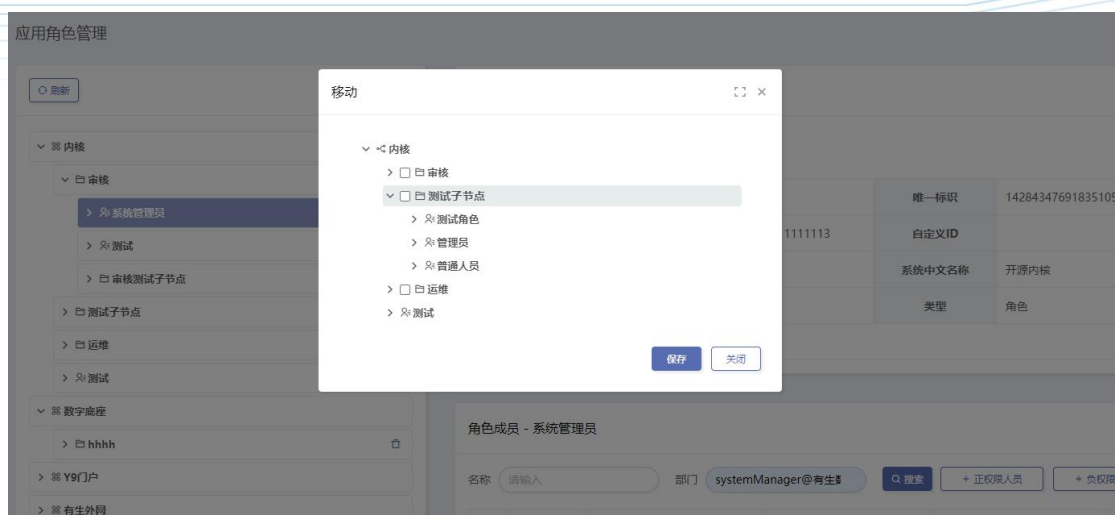 应用角色管理
刷新
内核
审核
系统管理员
测试
审核测试子节点
测试子节点
运维
测试
数字底座
hhhh
Y9门户
有生外网
移动
内核
审核
测试子节点
测试角色
管理员
普通人员
运维
测试
保存 关闭
唯一标识 14284347691835105
1111113 自定义ID
系统中文名称 开源内核
类型 角色
角色成员 - 系统管理员
名称 请输入 部门 systemManager@有生 搜索 + 正权限人员 + 负权限